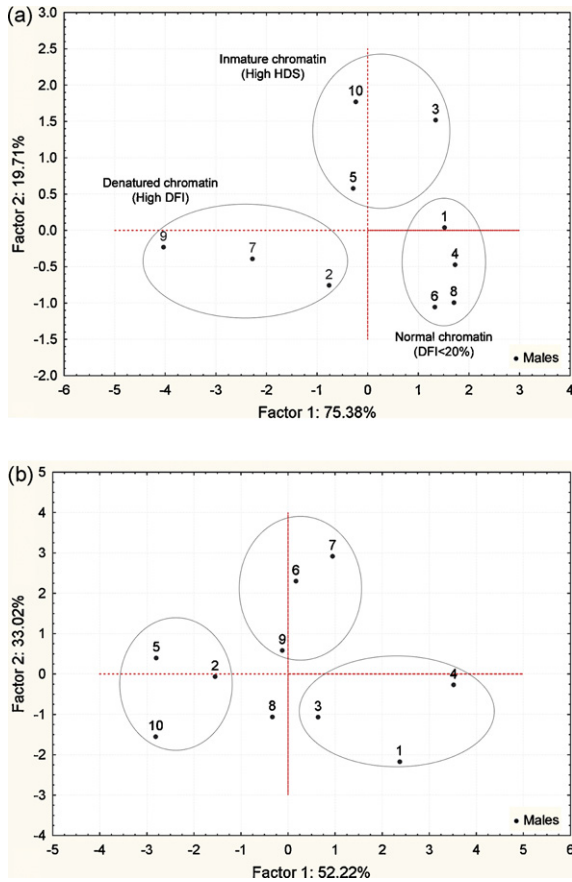 (a)
3.0
2.5
2.0
1.5
1.0
0.5
0.0
-0.5
-1.0
-1.5
-2.0
Factor 2: 19.71%
Inmature chromatin
(High HDS)
10
3
5
Denatured chromatin
(High DFI)
9
7
2
1
4
6 8
Normal chromatin
(DFI<20%)
Males
-6 -5 -4 -3 -2 -1 0 1 2 3 4
Factor 1: 75.38%
(b)
5
4
3
2
1
0
-1
-2
-3
-4
Factor 2: 33.02%
7
6
9
5
2
10
8
3
4
1
Males
-5 -4 -3 -2 -1 0 1 2 3 4 5 6
Factor 1: 52.22%